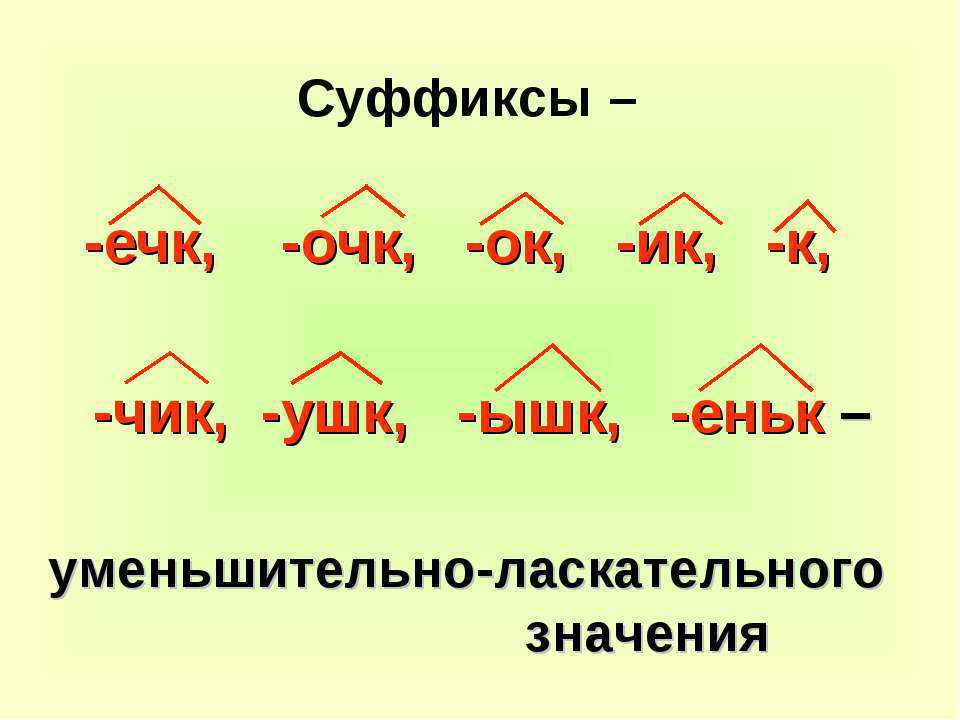 Суффиксы –
-ечк, -очк, -ок, -ик, -к,
-чик, -ушк, -ышк, -еньк –
уменьшительно-ласкательного
значения